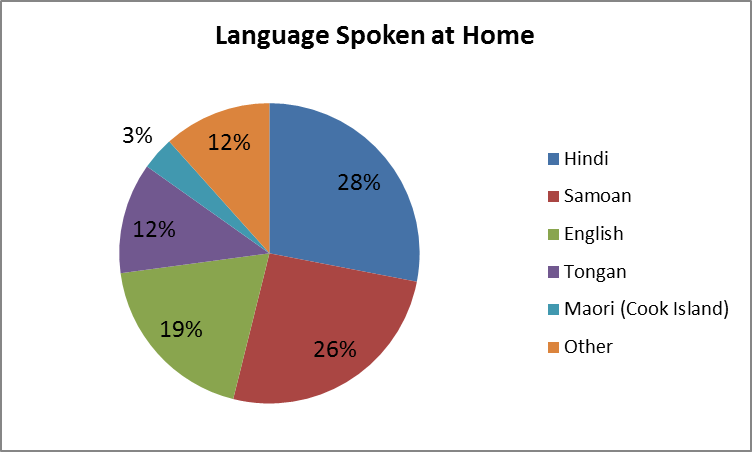 Language Spoken at Home
3%
12%
28%
12%
19%
26%
Hindi
Samoan
English
Tongan
Maori (Cook Island)
Other